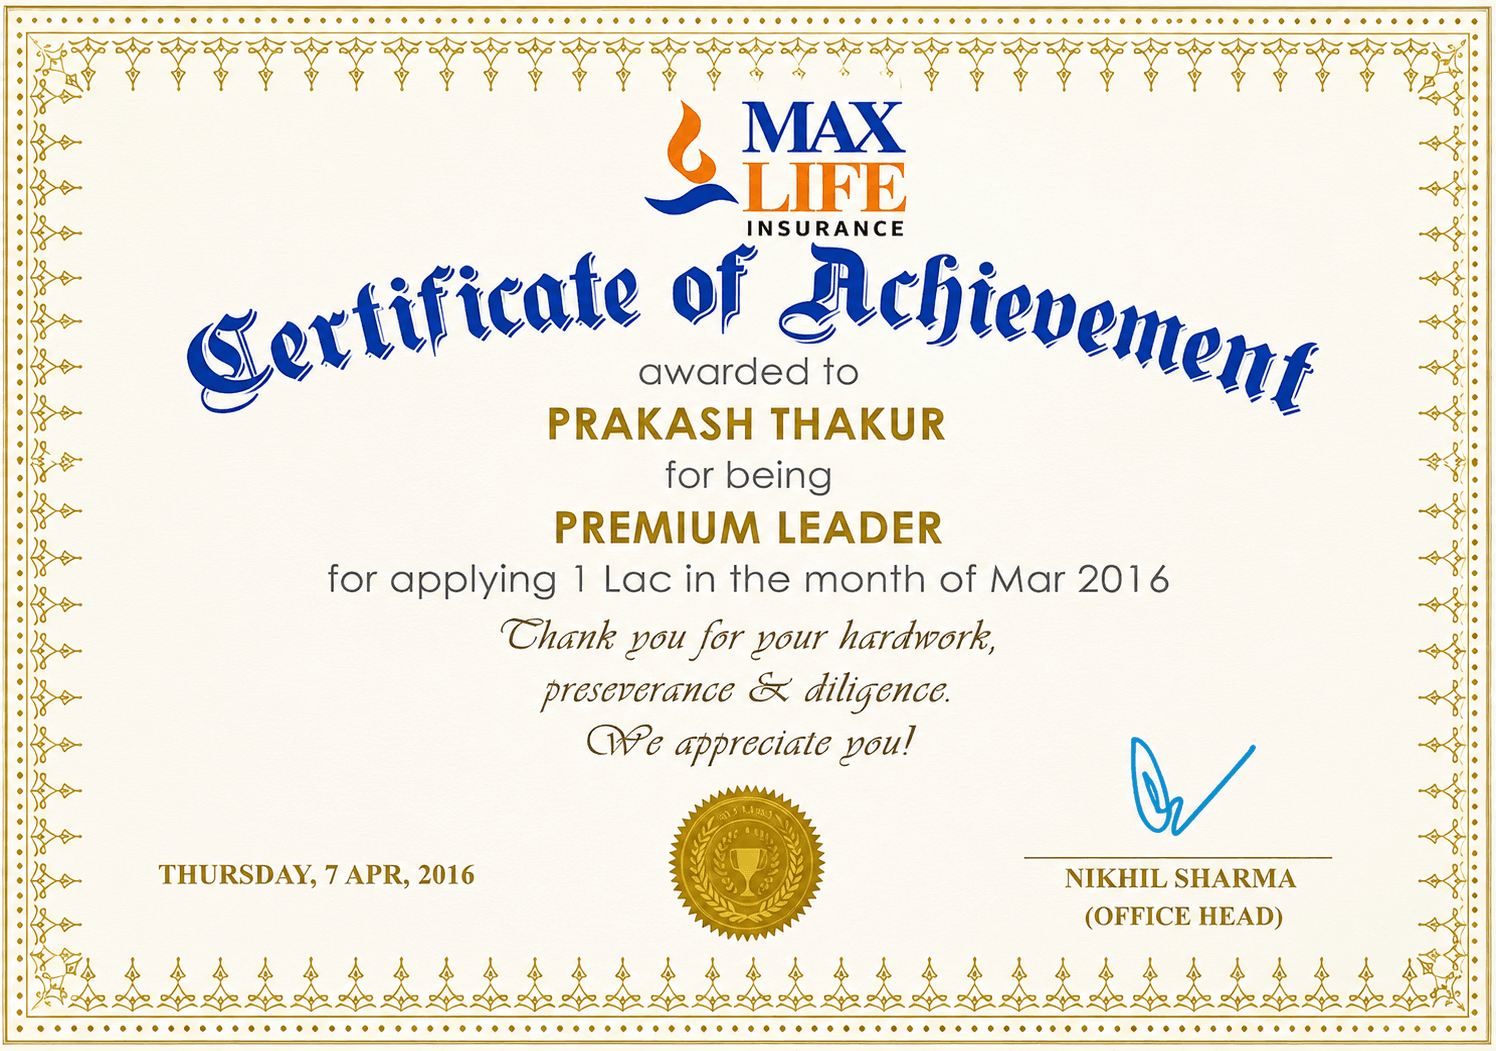 MAX
LIFE
INSURANCE
Certificate of Achievement
awarded to
PRAKASH THAKUR
for being
PREMIUM LEADER
for applying 1 Lac in the month of Mar 2016
Thank you for your hardwork,
preseverance & diligence.
We appreciate you!
THURSDAY, 7 APR, 2016
NIKHIL SHARMA
(OFFICE HEAD)